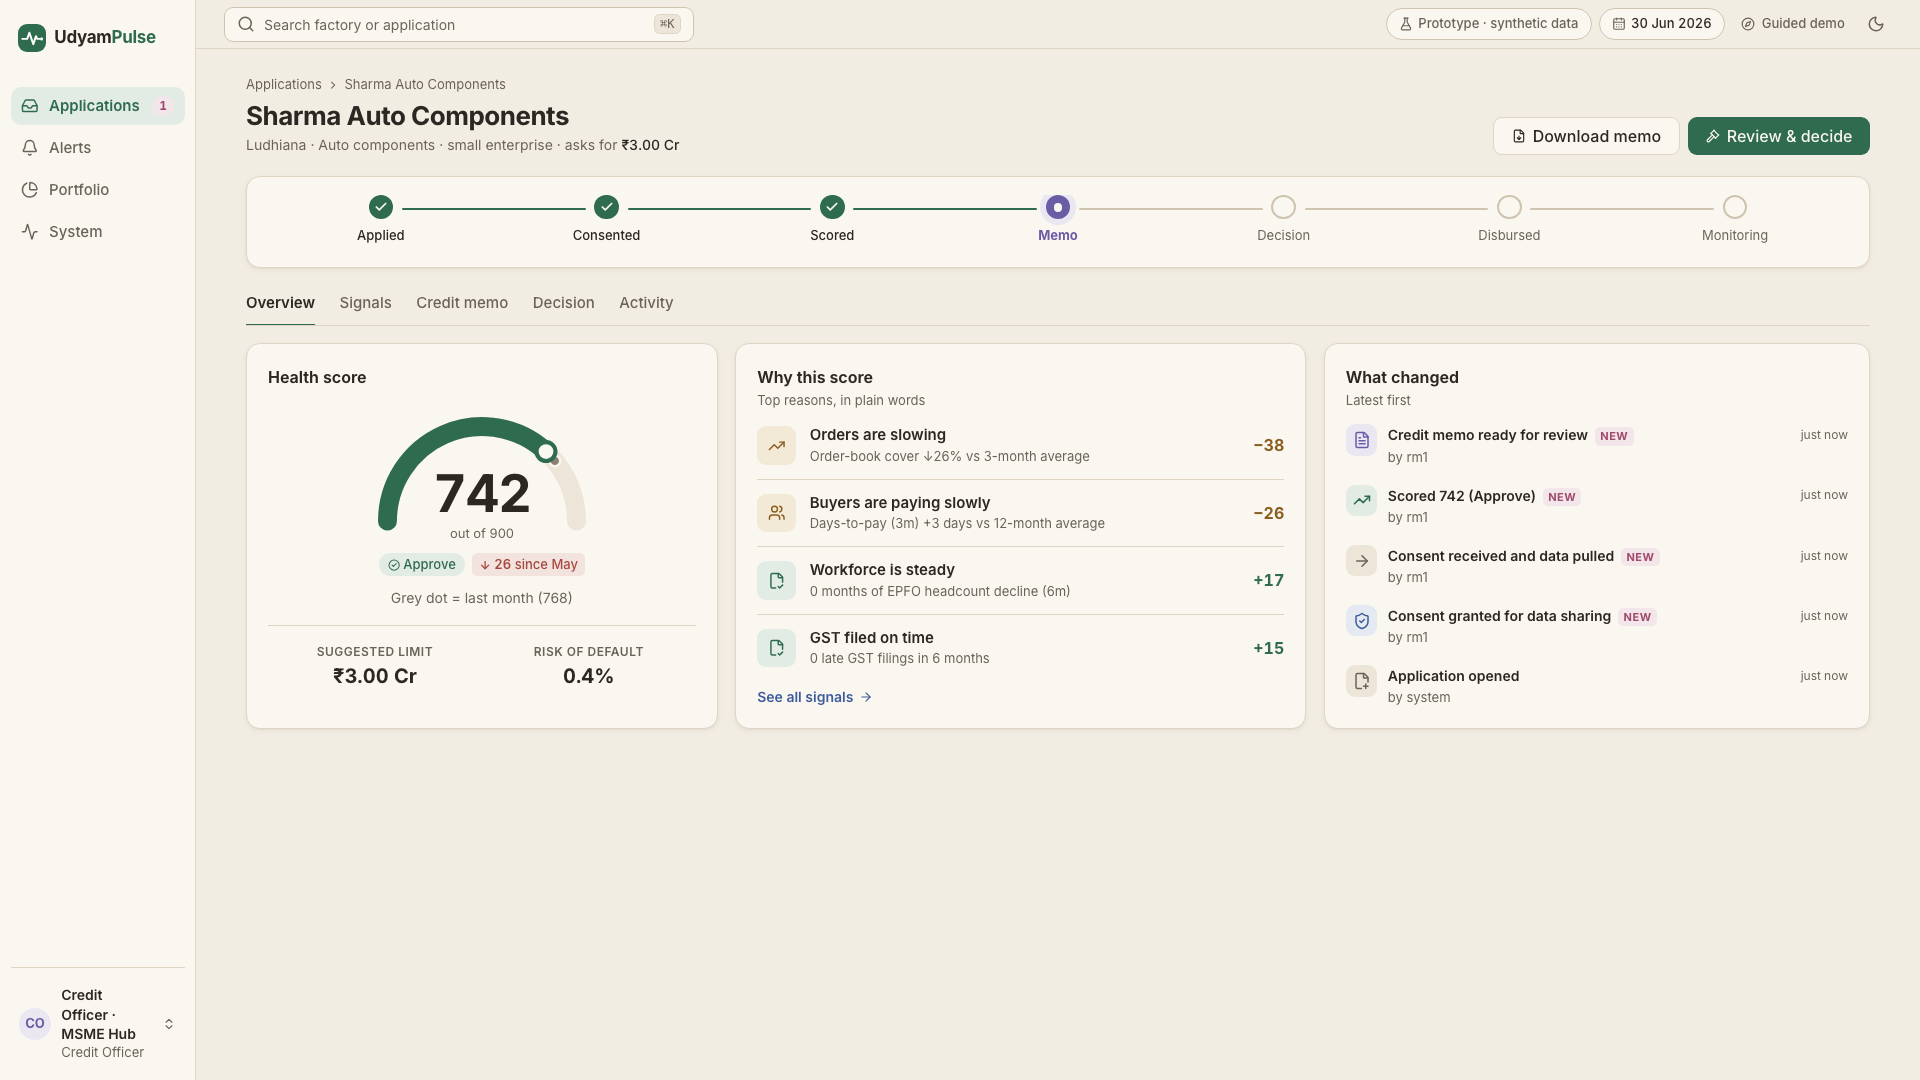 UdyamPulse
Search factory or application
⌘K
Prototype · synthetic data
30 Jun 2026
Guided demo
Applications 1
Alerts
Portfolio
System
Applications › Sharma Auto Components
Sharma Auto Components
Ludhiana · Auto components · small enterprise · asks for ₹3.00 Cr
Download memo
Review & decide
Applied
Consented
Scored
Memo
Decision
Disbursed
Monitoring
Overview
Signals
Credit memo
Decision
Activity
Health score
742
out of 900
Approve
↓ 26 since May
Grey dot = last month (768)
SUGGESTED LIMIT
₹3.00 Cr
RISK OF DEFAULT
0.4%
Why this score
Top reasons, in plain words
Orders are slowing
Order-book cover ↓26% vs 3-month average
−38
Buyers are paying slowly
Days-to-pay (3m) +3 days vs 12-month average
−26
Workforce is steady
0 months of EPFO headcount decline (6m)
+17
GST filed on time
0 late GST filings in 6 months
+15
See all signals →
What changed
Latest first
Credit memo ready for review NEW just now
by rm1
Scored 742 (Approve) NEW just now
by rm1
Consent received and data pulled NEW just now
by rm1
Consent granted for data sharing NEW just now
by rm1
Application opened just now
by system
CO
Credit
Officer ·
MSME Hub
Credit Officer